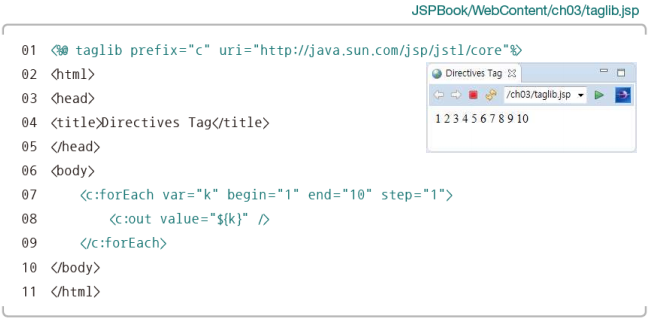 JSPBook/WebContent/ch03/taglib.jsp
01 <%@ taglib prefix="c" uri="http://java.sun.com/jsp/jstl/core"%>
02 <html>
03 <head>
04 <title>Directives Tag</title>
05 </head>
06 <body>
07 <c:forEach var="k" begin="1" end="10" step="1">
08 <c:out value="${k}" />
09 </c:forEach>
10 </body>
11 </html>
Directives Tag
/ch03/taglib.jsp
1 2 3 4 5 6 7 8 9 10